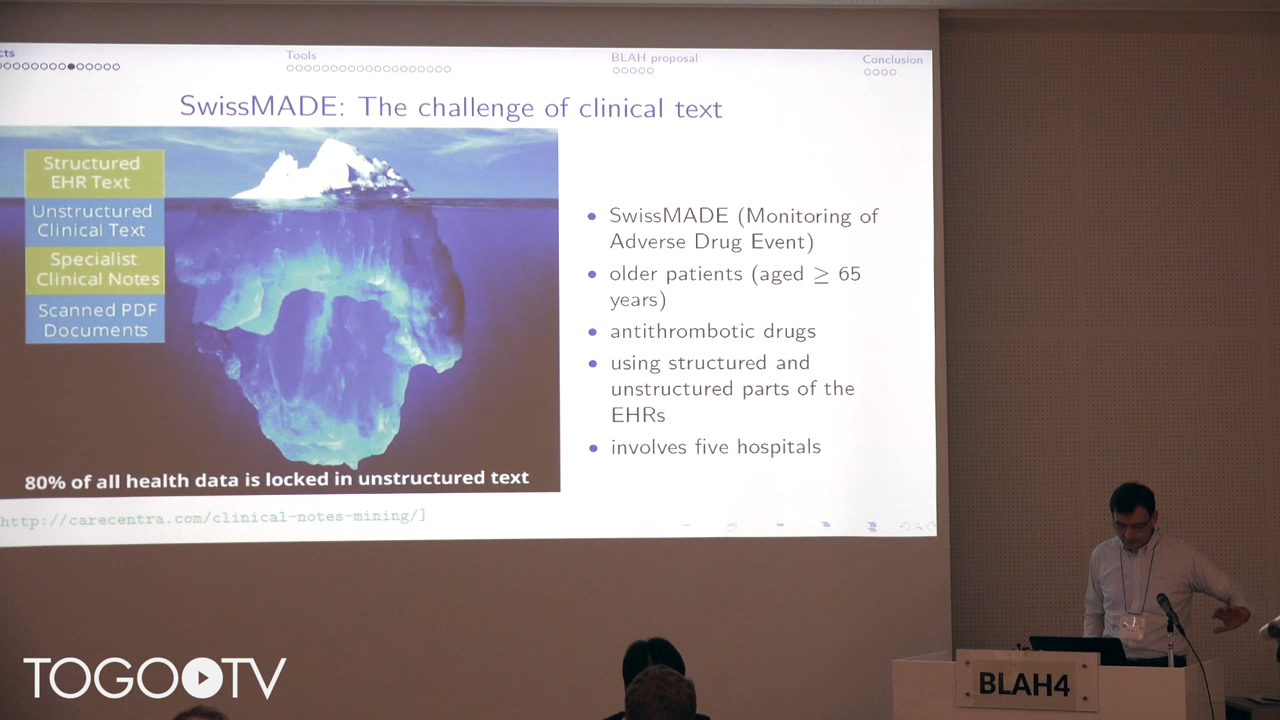 cts
Tools
BLAH proposal
Conclusion
SwissMADE: The challenge of clinical text
Structured
EHR Text
Unstructured
Clinical Text
Specialist
Clinical Notes
Scanned PDF
Documents
80% of all health data is locked in unstructured text
http://carecentra.com/clinical-notes-mining/]
• SwissMADE (Monitoring of
Adverse Drug Event)
• older patients (aged ≥ 65
years)
• antithrombotic drugs
• using structured and
unstructured parts of the
EHRs
• involves five hospitals
BLAH4
TOGOTV